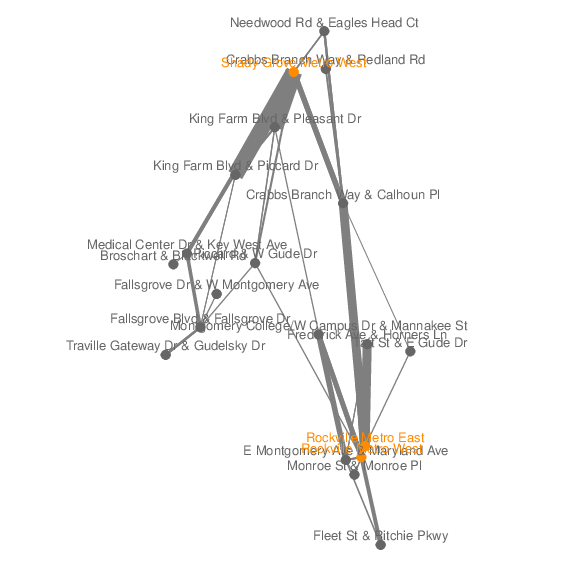 Needwood Rd & Eagles Head Ct
Crabbs Branch Way & Redland Rd
Shady Grove Metro West
King Farm Blvd & Pleasant Dr
King Farm Blvd & Piccard Dr
Crabbs Branch Way & Calhoun Pl
Medical Center Dr & Key West Ave
Piccard & W Gude Dr
Broschart & Blackwell Rd
Fallsgrove Dr & W Montgomery Ave
Fallsgrove Blvd & Fallsgrove Dr
Montgomery College/W Campus Dr & Mannakee St
Frederick Ave & Horners Ln
St & E Gude Dr
Traville Gateway Dr & Gudelsky Dr
Rockville Metro East
Rockville Metro West
E Montgomery Ave & Maryland Ave
Monroe St & Monroe Pl
Fleet St & Ritchie Pkwy